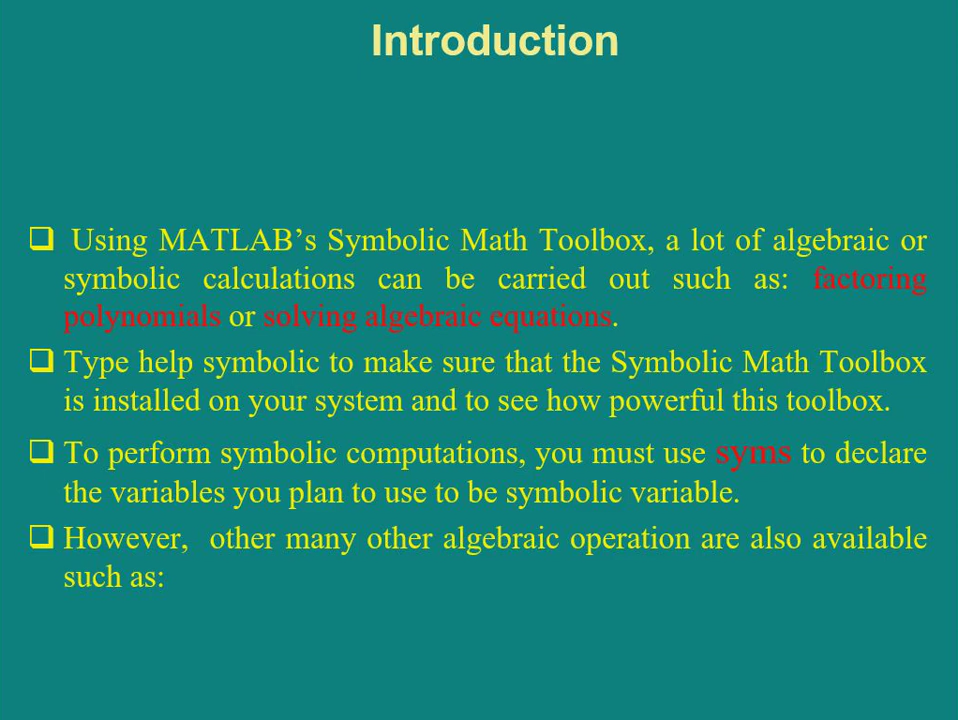 Introduction
Using MATLAB’s Symbolic Math Toolbox, a lot of algebraic or
symbolic calculations can be carried out such as: factoring
polynomials or solving algebraic equations.
Type help symbolic to make sure that the Symbolic Math Toolbox
is installed on your system and to see how powerful this toolbox.
To perform symbolic computations, you must use syms to declare
the variables you plan to use to be symbolic variable.
However, other many other algebraic operation are also available
such as: